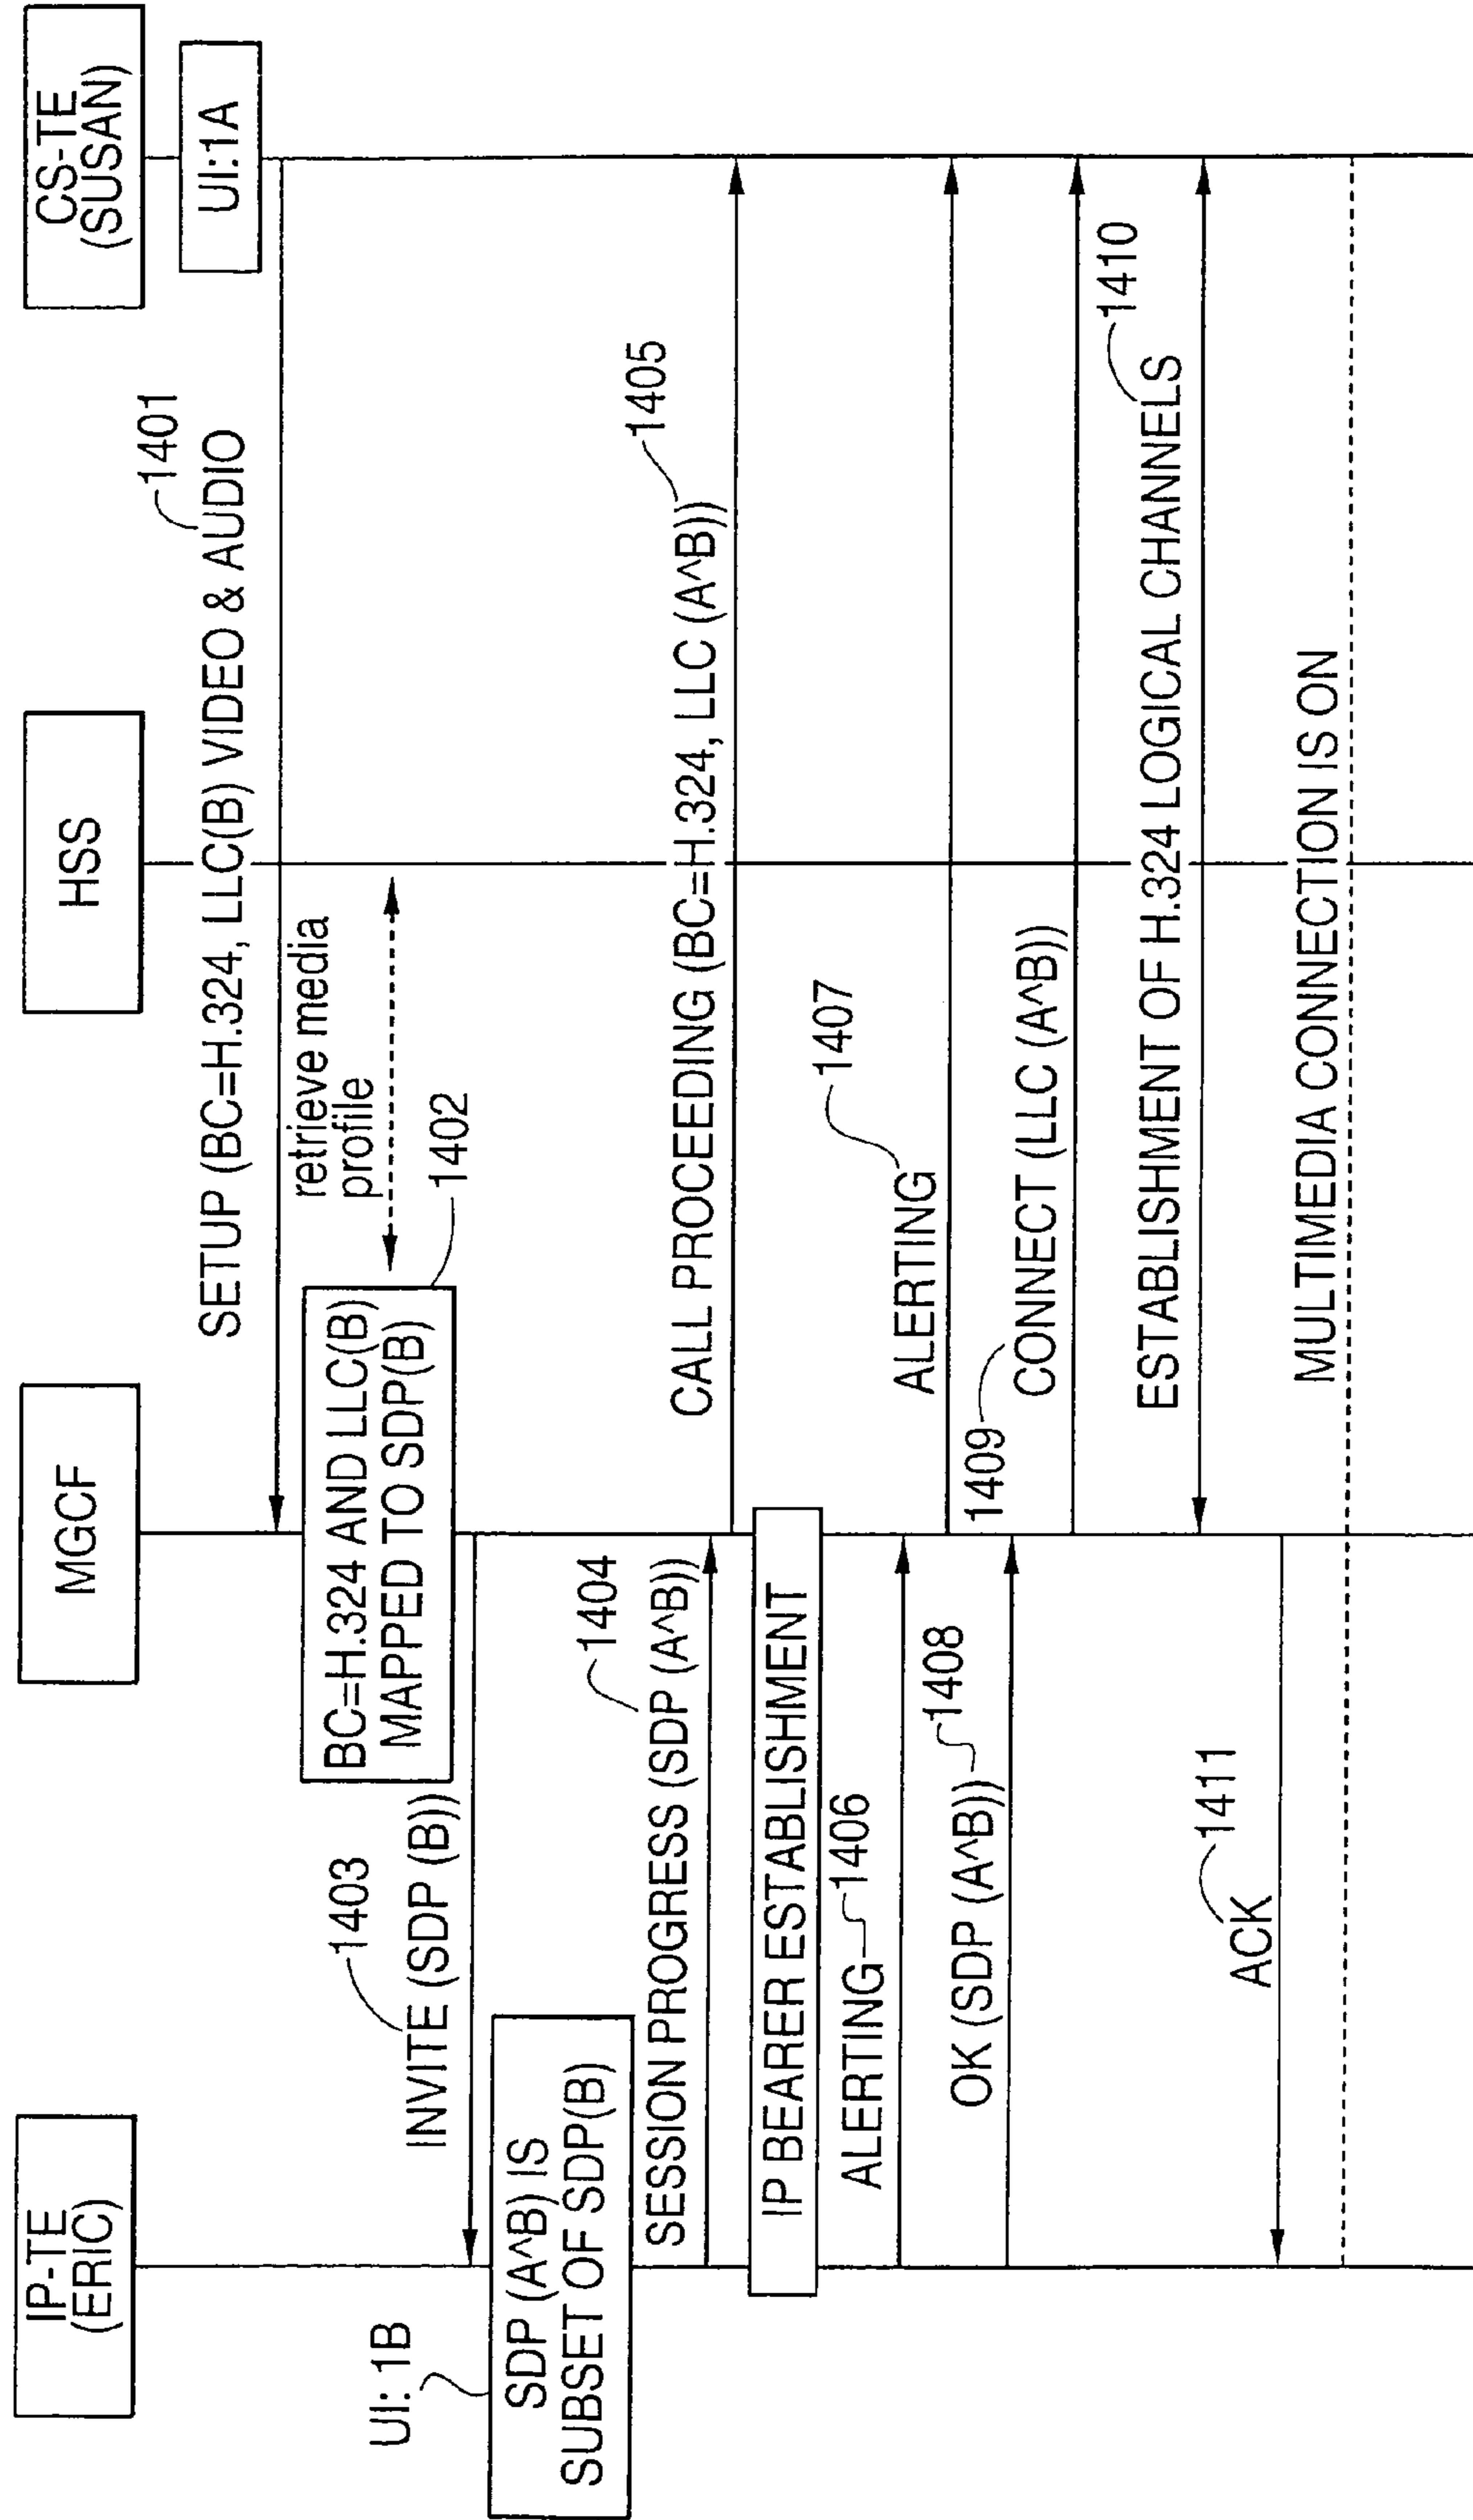 IP-TE
(ERIC)
MGCF
HSS
CS-TE
(SUSAN)
UI:1A
1401
SETUP (BC=H.324, LLC(B) VIDEO & AUDIO
retrieve media
profile
1402
BC=H.324 AND LLC(B)
MAPPED TO SDP(B)
1403
INVITE (SDP (B))
UI: 1B
SDP (A^B) IS
SUBSET OF SDP(B)
1404
SESSION PROGRESS (SDP (A^B))
1405
CALL PROCEEDING (BC=H.324, LLC (A^B))
IP BEARER ESTABLISHMENT
ALERTING 1406
1407
ALERTING
1408
OK (SDP (A^B))
1409
CONNECT (LLC (A^B))
1410
ESTABLISHMENT OF H.324 LOGICAL CHANNELS
1411
ACK
MULTIMEDIA CONNECTION IS ON